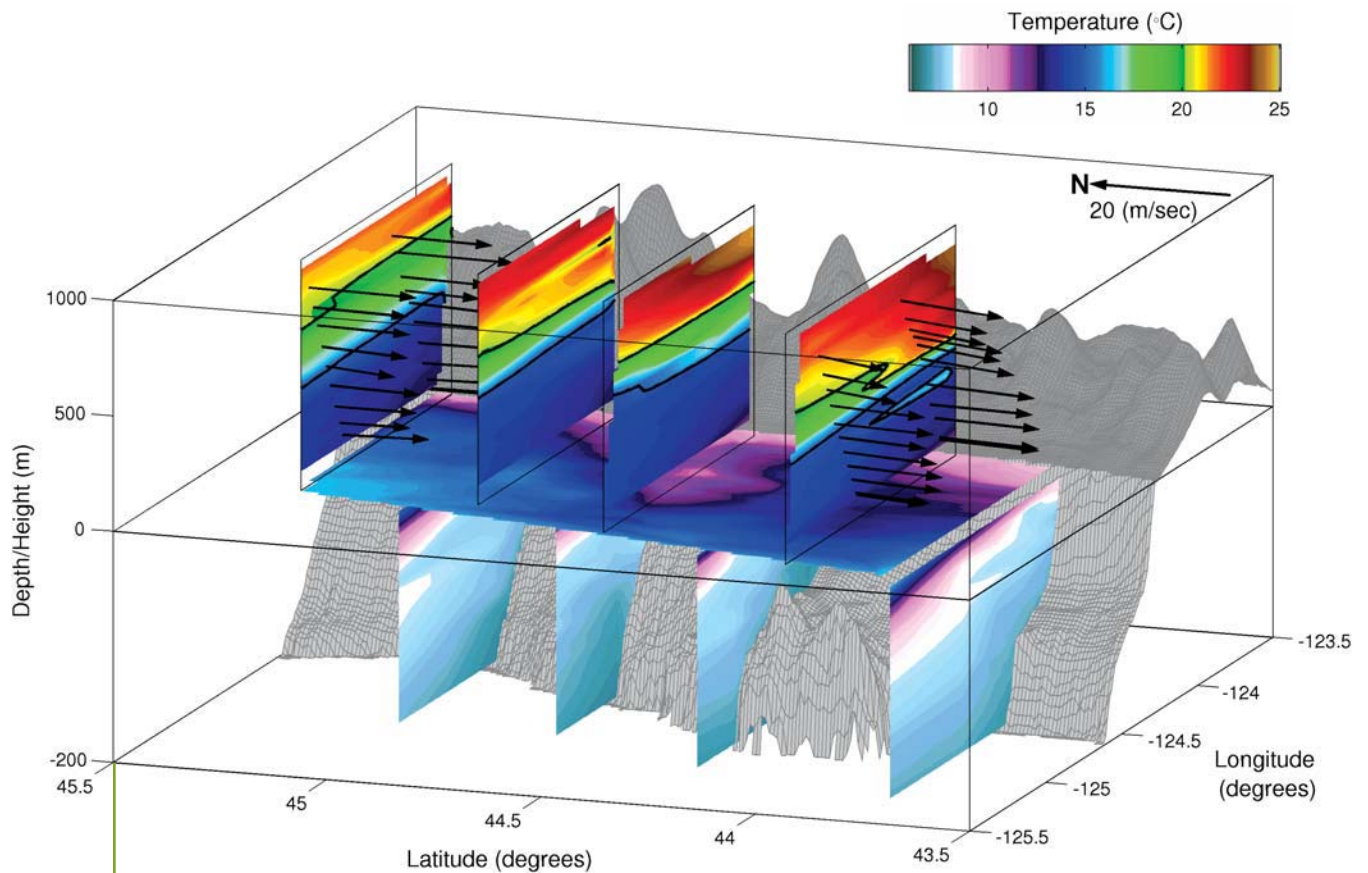 Temperature (°C)
10 15 20 25
N
20 (m/sec)
1000
500
0
-200
Depth/Height (m)
45.5
45
44.5
44
43.5
Latitude (degrees)
-123.5
-124
-124.5
-125
-125.5
Longitude
(degrees)